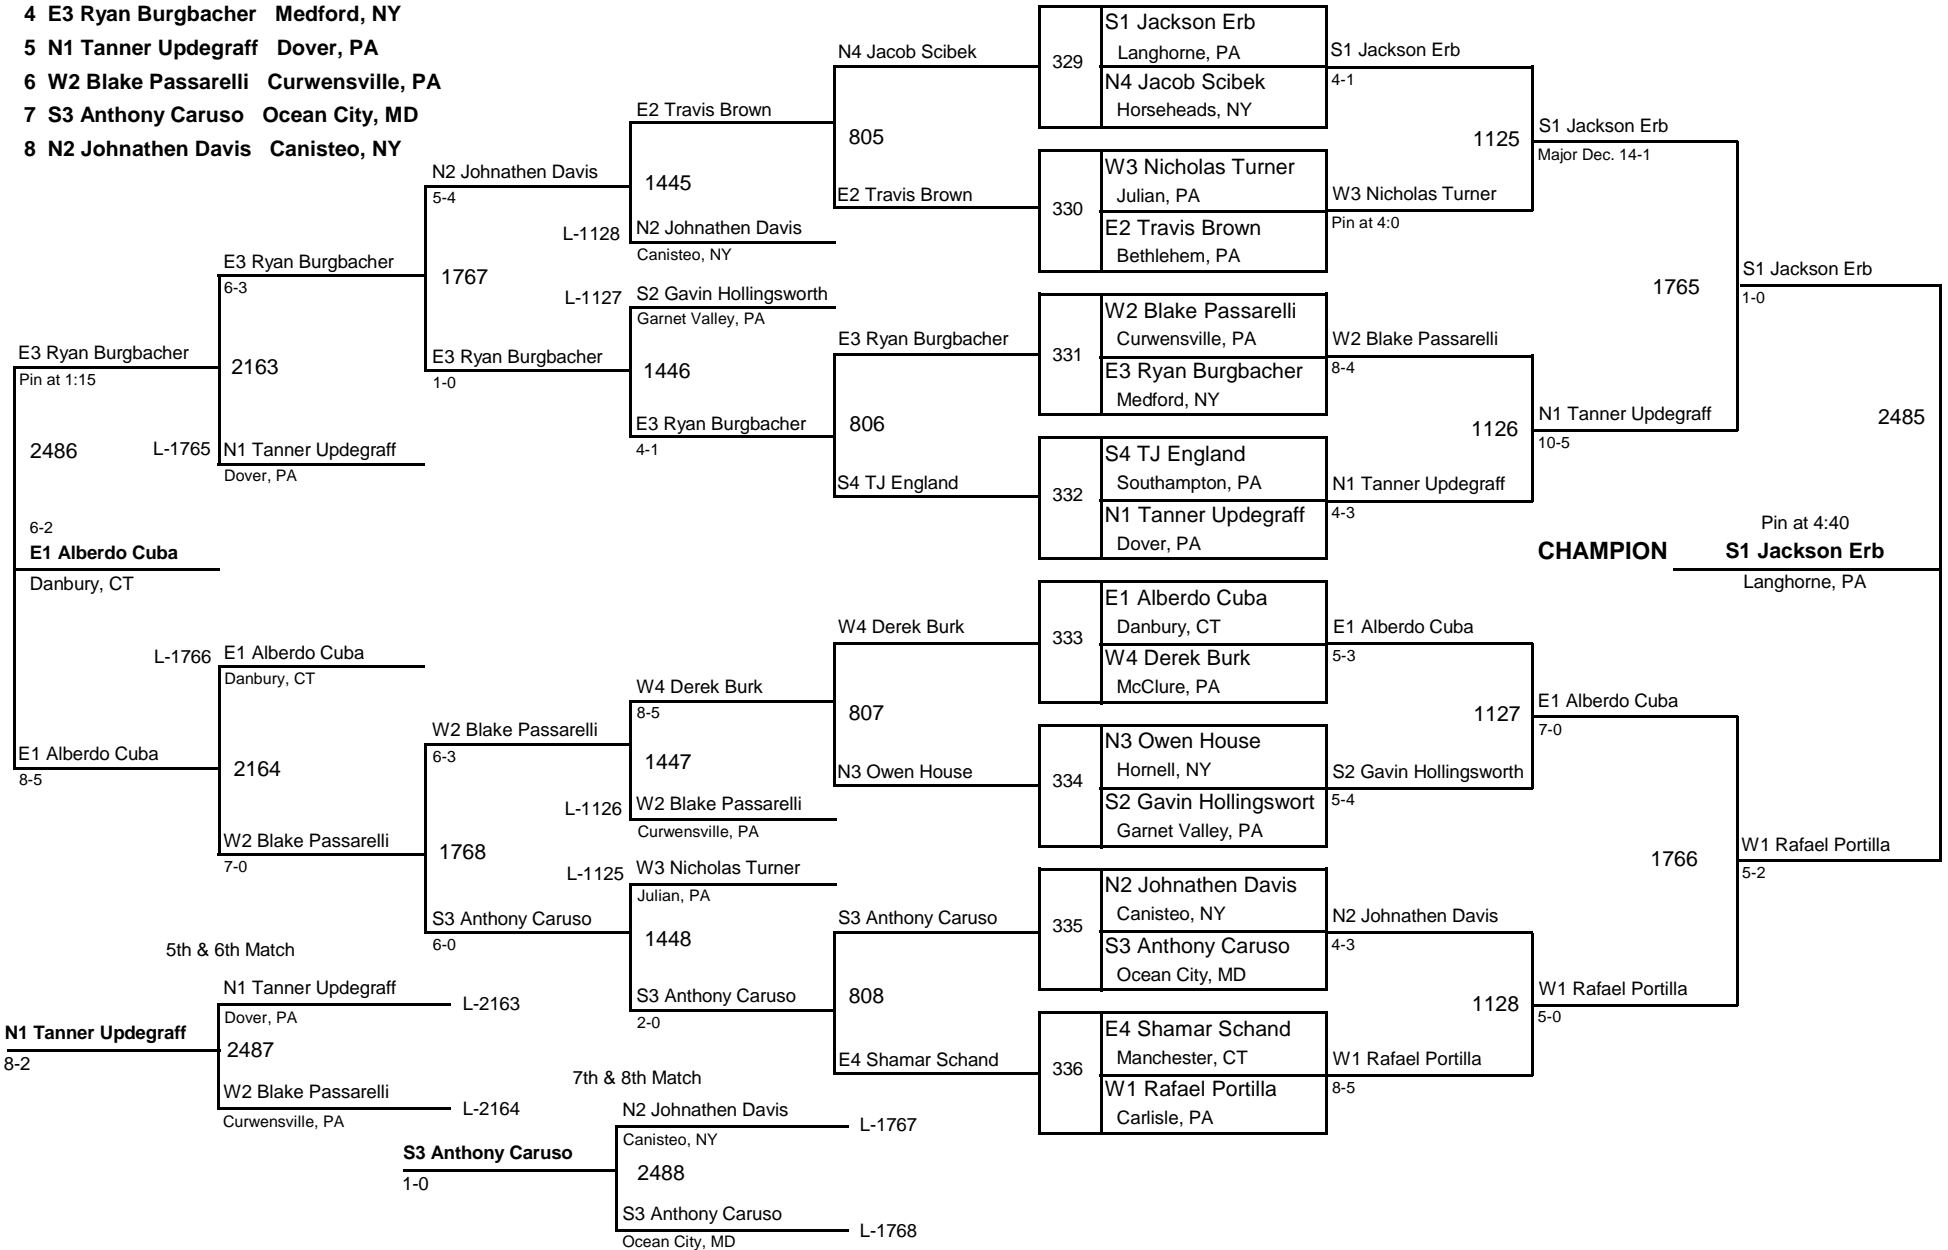 4 E3 Ryan Burgbacher Medford, NY
5 N1 Tanner Updegraff Dover, PA
6 W2 Blake Passarelli Curwensville, PA
7 S3 Anthony Caruso Ocean City, MD
8 N2 Johnathen Davis Canisteo, NY
E3 Ryan Burgbacher
Pin at 1:15
2486
6-2
E1 Alberdo Cuba
Danbury, CT
E1 Alberdo Cuba
8-5
E3 Ryan Burgbacher
6-3
2163
L-1765
N1 Tanner Updegraff
Dover, PA
L-1766
E1 Alberdo Cuba
Danbury, CT
2164
W2 Blake Passarelli
7-0
N2 Johnathen Davis
5-4
1767
E3 Ryan Burgbacher
1-0
W2 Blake Passarelli
6-3
1768
S3 Anthony Caruso
6-0
E2 Travis Brown
1445
L-1128
N2 Johnathen Davis
Canisteo, NY
L-1127
S2 Gavin Hollingsworth
Garnet Valley, PA
1446
E3 Ryan Burgbacher
4-1
W4 Derek Burk
8-5
1447
L-1126
W2 Blake Passarelli
Curwensville, PA
L-1125
W3 Nicholas Turner
Julian, PA
1448
S3 Anthony Caruso
2-0
N4 Jacob Scibek
805
E2 Travis Brown
E3 Ryan Burgbacher
806
S4 TJ England
W4 Derek Burk
807
N3 Owen House
S3 Anthony Caruso
808
E4 Shamar Schand
329
S1 Jackson Erb
Langhorne, PA
N4 Jacob Scibek
Horseheads, NY
330
W3 Nicholas Turner
Julian, PA
E2 Travis Brown
Bethlehem, PA
331
W2 Blake Passarelli
Curwensville, PA
E3 Ryan Burgbacher
Medford, NY
332
S4 TJ England
Southampton, PA
N1 Tanner Updegraff
Dover, PA
333
E1 Alberdo Cuba
Danbury, CT
W4 Derek Burk
McClure, PA
334
N3 Owen House
Hornell, NY
S2 Gavin Hollingswort
Garnet Valley, PA
335
N2 Johnathen Davis
Canisteo, NY
S3 Anthony Caruso
Ocean City, MD
336
E4 Shamar Schand
Manchester, CT
W1 Rafael Portilla
Carlisle, PA
S1 Jackson Erb
4-1
1125
W3 Nicholas Turner
Pin at 4:0
W2 Blake Passarelli
8-4
1126
N1 Tanner Updegraff
4-3
E1 Alberdo Cuba
5-3
1127
S2 Gavin Hollingsworth
5-4
N2 Johnathen Davis
4-3
1128
W1 Rafael Portilla
8-5
S1 Jackson Erb
Major Dec. 14-1
1765
N1 Tanner Updegraff
10-5
E1 Alberdo Cuba
7-0
1766
W1 Rafael Portilla
5-0
S1 Jackson Erb
1-0
2485
W1 Rafael Portilla
5-2
Pin at 4:40
CHAMPION S1 Jackson Erb
Langhorne, PA
5th & 6th Match
N1 Tanner Updegraff
L-2163
Dover, PA
N1 Tanner Updegraff
8-2
2487
W2 Blake Passarelli
L-2164
Curwensville, PA
7th & 8th Match
N2 Johnathen Davis
L-1767
Canisteo, NY
S3 Anthony Caruso
1-0
2488
S3 Anthony Caruso
L-1768
Ocean City, MD